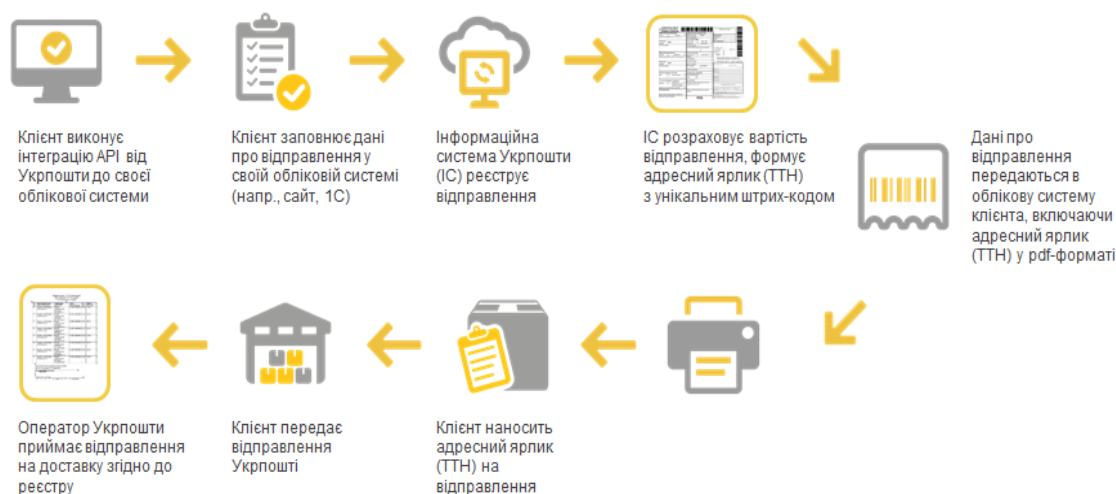 Клієнт виконує
інтеграцію API від
Укрпошти до своєї
облікової системи
Клієнт заповнює дані
про відправлення у
своїй обліковій системі
(напр., сайт, 1С)
Інформаційна
система Укрпошти
(ІС) реєструє
відправлення
ІС розраховує вартість
відправлення, формує
адресний ярлик (ТТН)
з унікальним штрих-кодом
Дані про
відправлення
передаються в
облікову систему
клієнта, включаючи
адресний ярлик
(ТТН) у pdf-форматі
Клієнт наносить
адресний ярлик
(ТТН) на
відправлення
Клієнт передає
відправлення
Укрпошті
Оператор Укрпошти
приймає відправлення
на доставку згідно до
реєстру